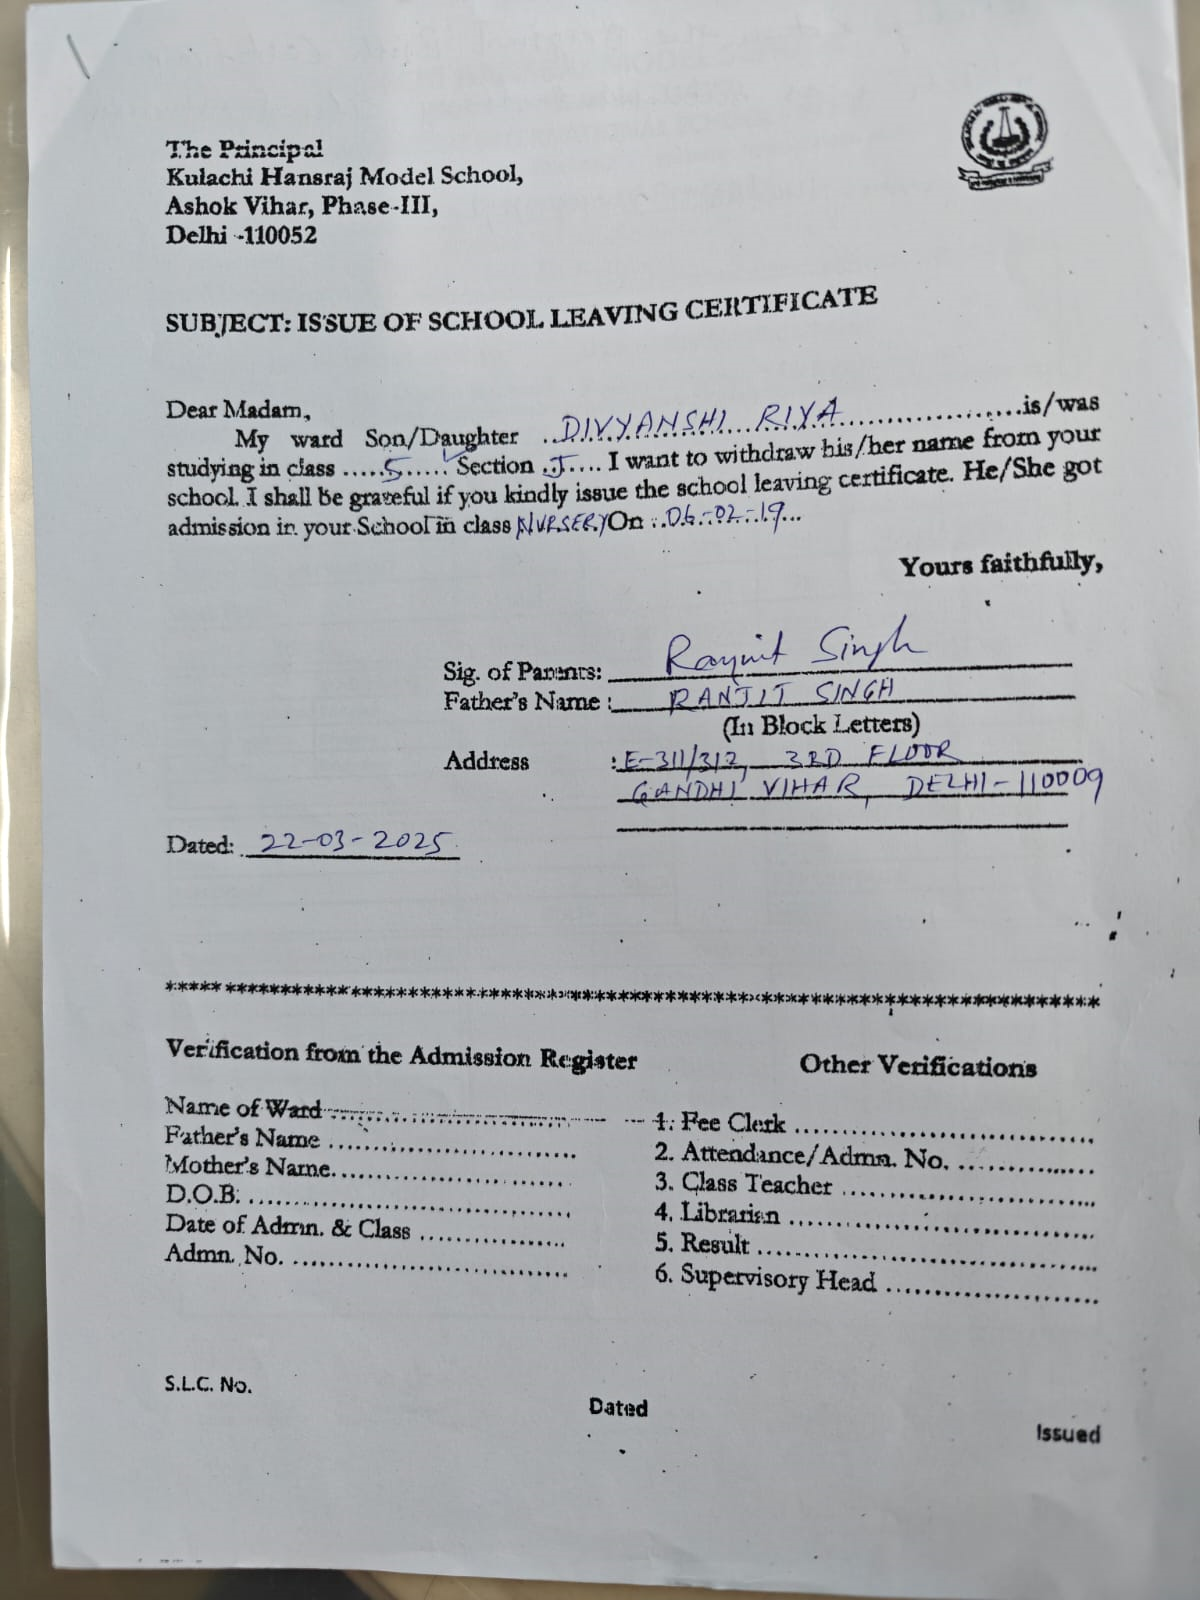 The Principal
Kulachi Hansraj Model School,
Ashok Vihar, Phase-III,
Delhi -110052
SUBJECT: ISSUE OF SCHOOL LEAVING CERTIFICATE
Dear Madam,
My ward Son/Daughter ..DIVYANSHI RIYA....................is/was
studying in class .....5...... Section ..J.... I want to withdraw his/her name from your
school. I shall be grateful if you kindly issue the school leaving certificate. He/She got
admission in your School in class NURSERY On ..06-02-19...
Yours faithfully,
Sig. of Parents: Ranjit Singh
Father's Name : RANJIT SINGH
(In Block Letters)
Address : E-311/312, 3RD FLOOR
GANDHI VIHAR, DELHI-110009
Dated: 22-03-2025
****************************************************************************************
Verification from the Admission Register
Other Verifications
Name of Ward ..............................
Father's Name ..............................
Mother's Name..............................
D.O.B. ..............................
Date of Admn. & Class ..................
Admn. No. ..............................
1. Fee Clerk ..............................
2. Attendance/Admn. No. ..................
3. Class Teacher ..............................
4. Librarian ..............................
5. Result ..............................
6. Supervisory Head ........................
S.L.C. No.
Dated
Issued